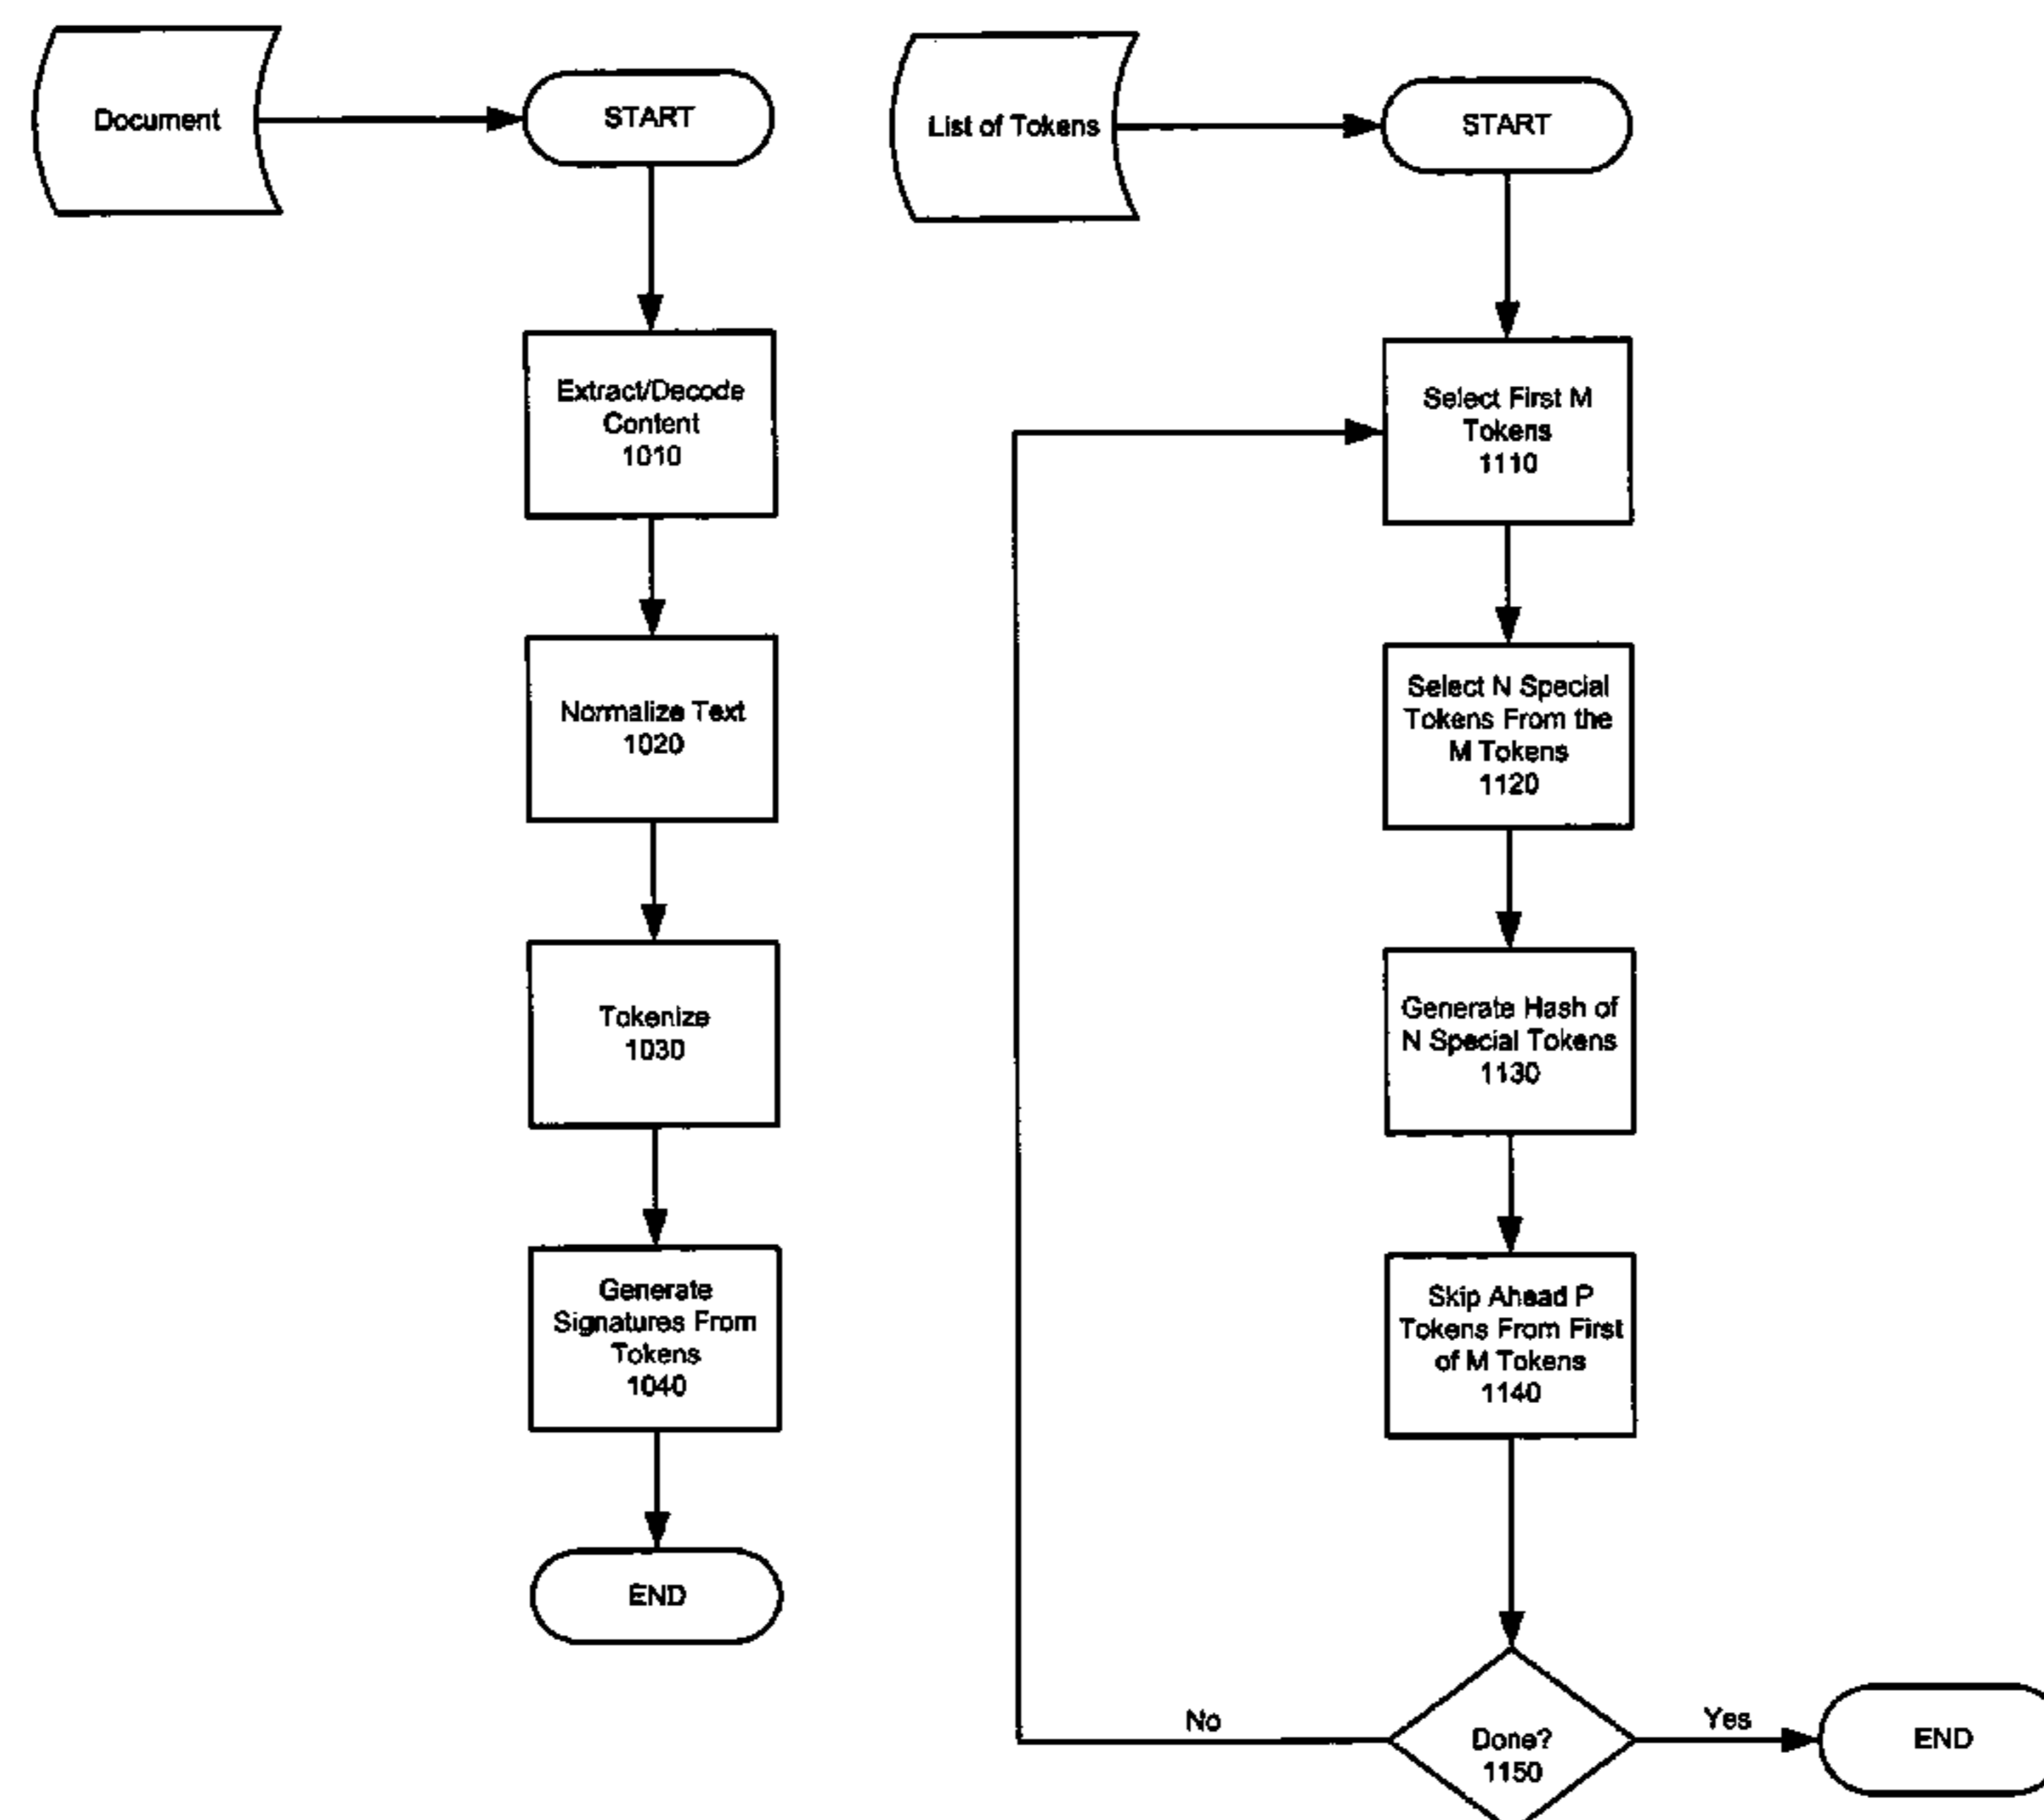 Document
START
Extract/Decode
Content
1010
Normalize Text
1020
Tokenize
1030
Generate
Signatures From
Tokens
1040
END
List of Tokens
START
Select First M
Tokens
1110
Select N Special
Tokens From the
M Tokens
1120
Generate Hash of
N Special Tokens
1130
Skip Ahead P
Tokens From First
of M Tokens
1140
Done?
1150
No
Yes
END